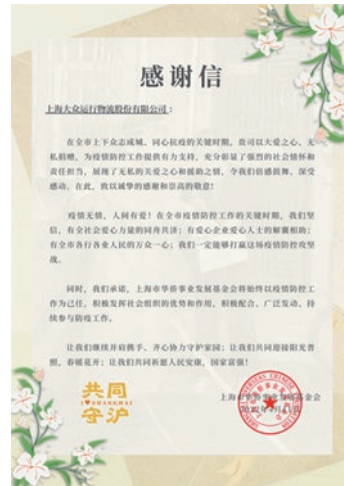 感谢信
上海大众运行物流股份有限公司：
在全市上下众志成城、同心抗疫的关键时期，贵司以大爱之心、无
私捐赠，为疫情防控工作提供有力支持，充分彰显了强烈的社会情怀和
责任担当，展现了无私的关爱之心和援助之情，令我们倍感鼓舞、深受
感动。在此，致以诚挚的感谢和崇高的敬意！
疫情无情，人间有爱！在全市疫情防控工作的关键时期，我们坚
信，有全社会爱心力量的同舟共济；有爱心企业爱心人士的解囊相助；
有全市各行各业人民的万众一心；我们一定能够打赢这场疫情防控攻坚
战。
同时，我们承诺，上海市华侨事业发展基金会将始终以疫情防控工
作为己任，积极发挥社会组织的优势和作用，积极配合、广泛发动、持
续参与防疫工作。
让我们继续并肩携手、齐心协力守护家园；让我们共同迎接阳光普
照，春暖花开；让我们共同祈愿人民安康，国家富强！
共同
I SHANGHAI
守沪
上海市华侨事业发展基金会